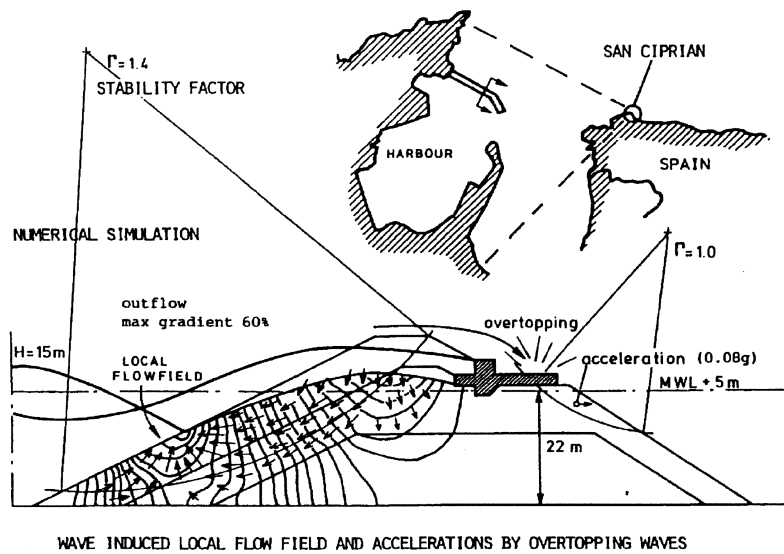 Γ=1.4
STABILITY FACTOR
SAN CIPRIAN
HARBOUR
SPAIN
NUMERICAL SIMULATION
Γ=1.0
outflow
max gradient 60%
overtopping
H=15m
LOCAL
FLOWFIELD
acceleration (0.08g)
MWL + 5m
22 m
WAVE INDUCED LOCAL FLOW FIELD AND ACCELERATIONS BY OVERTOPPING WAVES